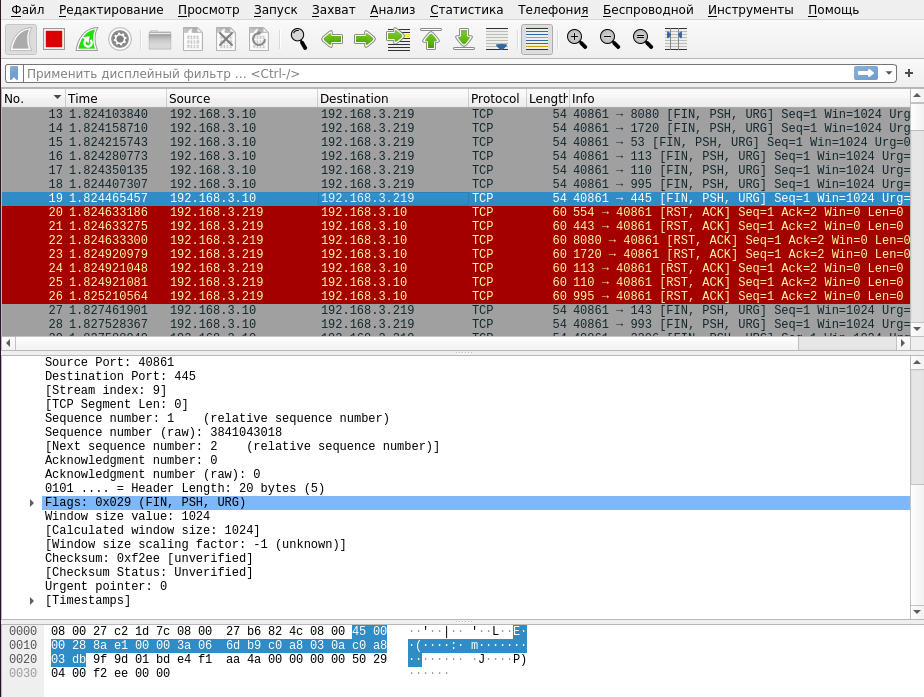 Файл Редактирование Просмотр Запуск Захват Анализ Статистика Телефония Беспроводной Инструменты Помощь
Применить дисплейный фильтр ... <Ctrl-/>
No. Time Source Destination Protocol Length Info
13 1.824103840 192.168.3.10 192.168.3.219 TCP 54 40861 → 8080 [FIN, PSH, URG] Seq=1 Win=1024 Urg
14 1.824158710 192.168.3.10 192.168.3.219 TCP 54 40861 → 1720 [FIN, PSH, URG] Seq=1 Win=1024 Urg
15 1.824215743 192.168.3.10 192.168.3.219 TCP 54 40861 → 53 [FIN, PSH, URG] Seq=1 Win=1024 Urg=0
16 1.824280773 192.168.3.10 192.168.3.219 TCP 54 40861 → 113 [FIN, PSH, URG] Seq=1 Win=1024 Urg=
17 1.824350135 192.168.3.10 192.168.3.219 TCP 54 40861 → 110 [FIN, PSH, URG] Seq=1 Win=1024 Urg=
18 1.824407307 192.168.3.10 192.168.3.219 TCP 54 40861 → 995 [FIN, PSH, URG] Seq=1 Win=1024 Urg=
19 1.824465457 192.168.3.10 192.168.3.219 TCP 54 40861 → 445 [FIN, PSH, URG] Seq=1 Win=1024 Urg=
20 1.824633186 192.168.3.219 192.168.3.10 TCP 60 554 → 40861 [RST, ACK] Seq=1 Ack=2 Win=0 Len=0
21 1.824633275 192.168.3.219 192.168.3.10 TCP 60 443 → 40861 [RST, ACK] Seq=1 Ack=2 Win=0 Len=0
22 1.824633300 192.168.3.219 192.168.3.10 TCP 60 8080 → 40861 [RST, ACK] Seq=1 Ack=2 Win=0 Len=0
23 1.824920979 192.168.3.219 192.168.3.10 TCP 60 1720 → 40861 [RST, ACK] Seq=1 Ack=2 Win=0 Len=0
24 1.824921048 192.168.3.219 192.168.3.10 TCP 60 113 → 40861 [RST, ACK] Seq=1 Ack=2 Win=0 Len=0
25 1.824921081 192.168.3.219 192.168.3.10 TCP 60 110 → 40861 [RST, ACK] Seq=1 Ack=2 Win=0 Len=0
26 1.825210564 192.168.3.219 192.168.3.10 TCP 60 995 → 40861 [RST, ACK] Seq=1 Ack=2 Win=0 Len=0
27 1.827461901 192.168.3.10 192.168.3.219 TCP 54 40861 → 143 [FIN, PSH, URG] Seq=1 Win=1024 Urg=
28 1.827528367 192.168.3.10 192.168.3.219 TCP 54 40861 → 993 [FIN, PSH, URG] Seq=1 Win=1024 Urg=
Source Port: 40861
Destination Port: 445
[Stream index: 9]
[TCP Segment Len: 0]
Sequence number: 1 (relative sequence number)
Sequence number (raw): 3841043018
[Next sequence number: 2 (relative sequence number)]
Acknowledgment number: 0
Acknowledgment number (raw): 0
0101 .... = Header Length: 20 bytes (5)
Flags: 0x029 (FIN, PSH, URG)
Window size value: 1024
[Calculated window size: 1024]
[Window size scaling factor: -1 (unknown)]
Checksum: 0xf2ee [unverified]
[Checksum Status: Unverified]
Urgent pointer: 0
[Timestamps]
0000 08 00 27 c2 1d 7c 08 00 27 b6 82 4c 08 00 45 00 ··'··|·· '··L··E·
0010 00 28 8a e1 00 00 3a 06 6d b9 c0 a8 03 0a c0 a8 ·(····:· m·······
0020 03 db 9f 9d 01 bd e4 f1 aa 4a 00 00 00 00 50 29 ········ ·J····P)
0030 04 00 f2 ee 00 00 ······